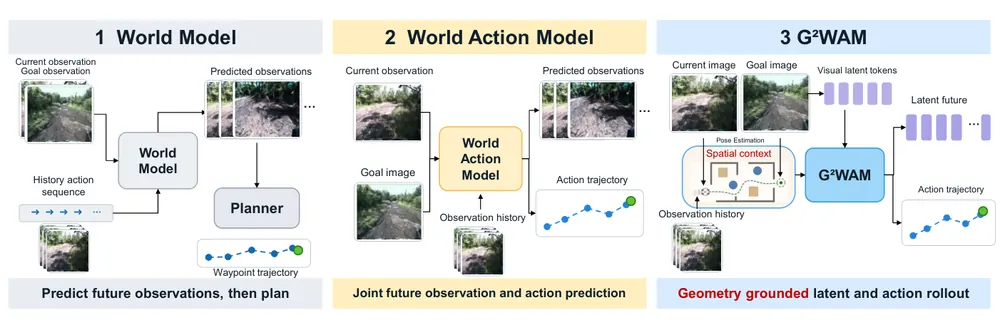 1 World Model
Current observation
Goal observation
Predicted observations
...
World
Model
History action
sequence
...
Planner
Waypoint trajectory
Predict future observations, then plan
2 World Action Model
Current observation
Predicted observations
...
World
Action
Model
Goal image
Action trajectory
Observation history
Joint future observation and action prediction
3 G²WAM
Current image
Goal image
Visual latent tokens
Latent future
...
Pose Estimation
Spatial context
G²WAM
Action trajectory
Observation history
Geometry grounded latent and action rollout